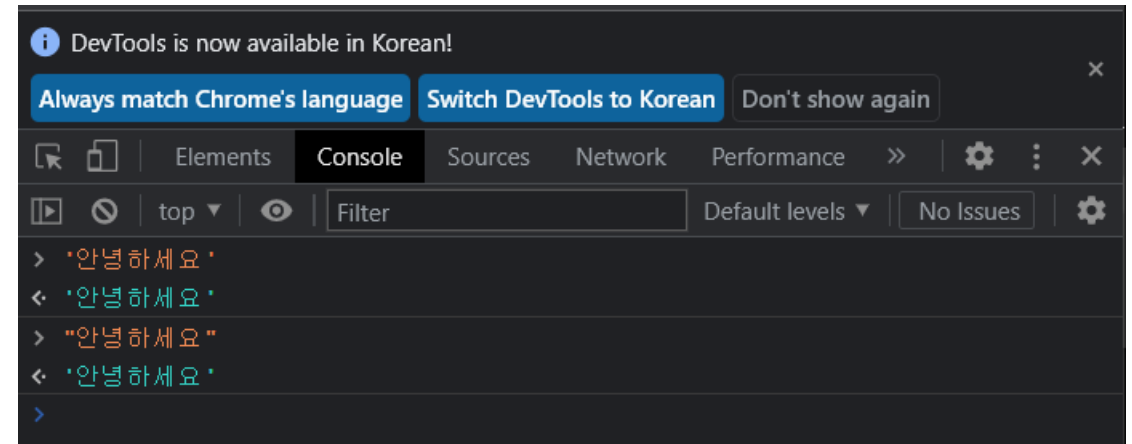 DevTools is now available in Korean!
Always match Chrome's language Switch DevTools to Korean Don't show again
Elements Console Sources Network Performance »
top ▼ Filter Default levels ▼ No Issues
> '안녕하세요'
<· '안녕하세요'
> "안녕하세요"
<· '안녕하세요'
>